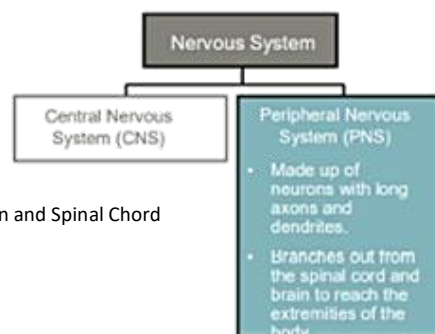 Nervous System
Central Nervous
System (CNS)
Peripheral Nervous
System (PNS)
• Made up of
neurons with long
axons and
dendrites.
• Branches out from
the spinal cord and
brain to reach the
extremities of the
body
and Spinal Chord